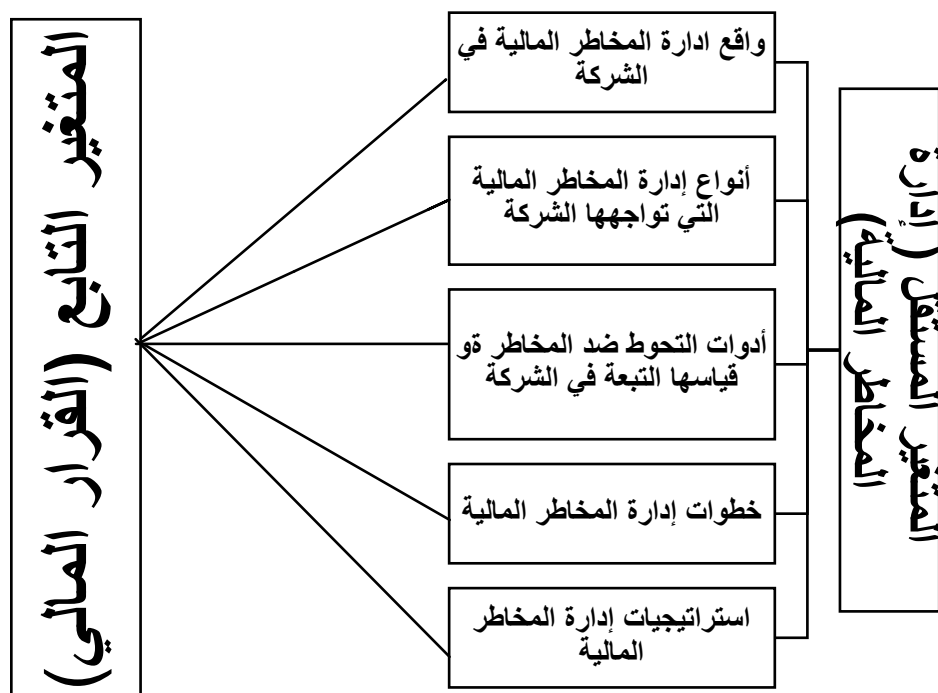 المتغير المستقل (إدارة
المخاطر المالية)
واقع ادارة المخاطر المالية في
الشركة
أنواع إدارة المخاطر المالية
التي تواجهها الشركة
أدوات التحوط ضد المخاطر ةو
قياسها التبعة في الشركة
خطوات إدارة المخاطر المالية
استراتيجيات إدارة المخاطر
المالية
المتغير التابع (القرار المالي)